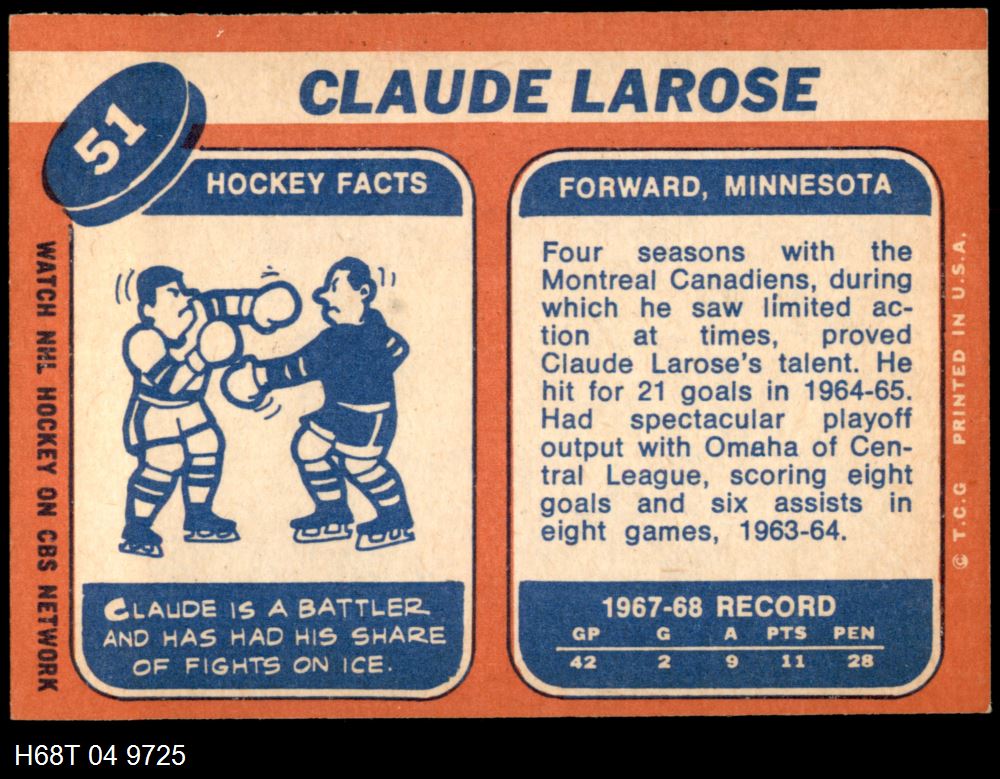 51
CLAUDE LAROSE
HOCKEY FACTS
CLAUDE IS A BATTLER
AND HAS HAD HIS SHARE
OF FIGHTS ON ICE.
FORWARD, MINNESOTA
Four seasons with the
Montreal Canadiens, during
which he saw limited ac-
tion at times, proved
Claude Larose's talent. He
hit for 21 goals in 1964-65.
Had spectacular playoff
output with Omaha of Cen-
tral League, scoring eight
goals and six assists in
eight games, 1963-64.
1967-68 RECORD
GP G A PTS PEN
42 2 9 11 28
WATCH NHL HOCKEY ON CBS NETWORK
© T.C.G PRINTED IN U.S.A.
H68T 04 9725